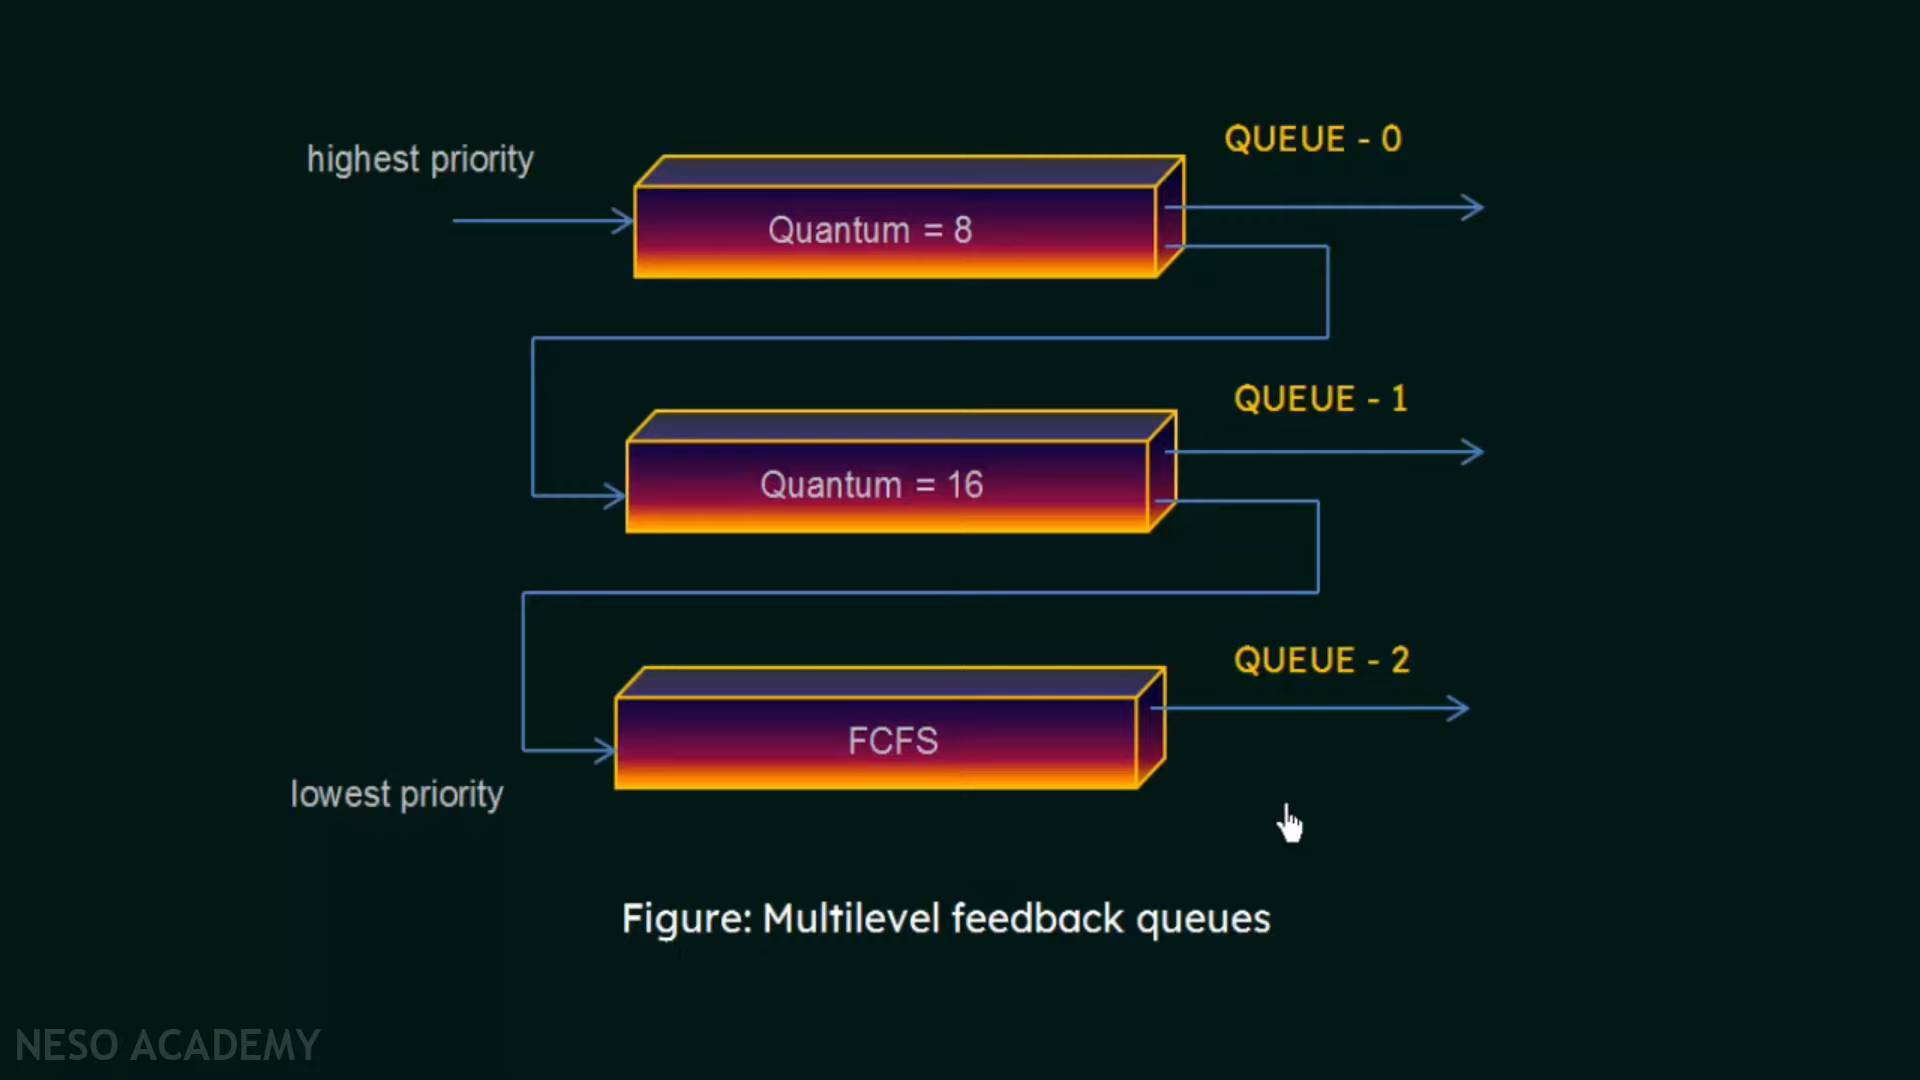 highest priority
QUEUE - 0
Quantum = 8
QUEUE - 1
Quantum = 16
QUEUE - 2
FCFS
lowest priority
Figure: Multilevel feedback queues
NESO ACADEMY